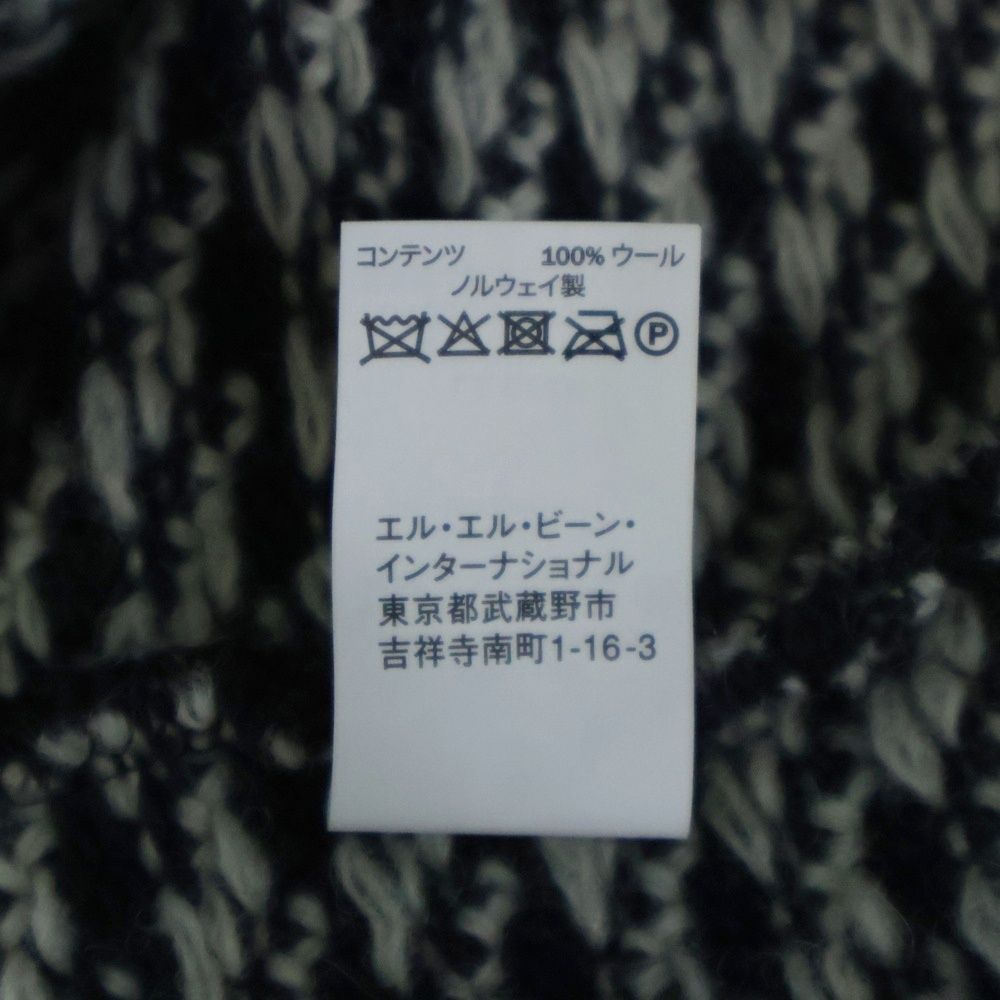 コンテンツ 100% ウール
ノルウェイ製
P
エル・エル・ビーン・
インターナショナル
東京都武蔵野市
吉祥寺南町1-16-3